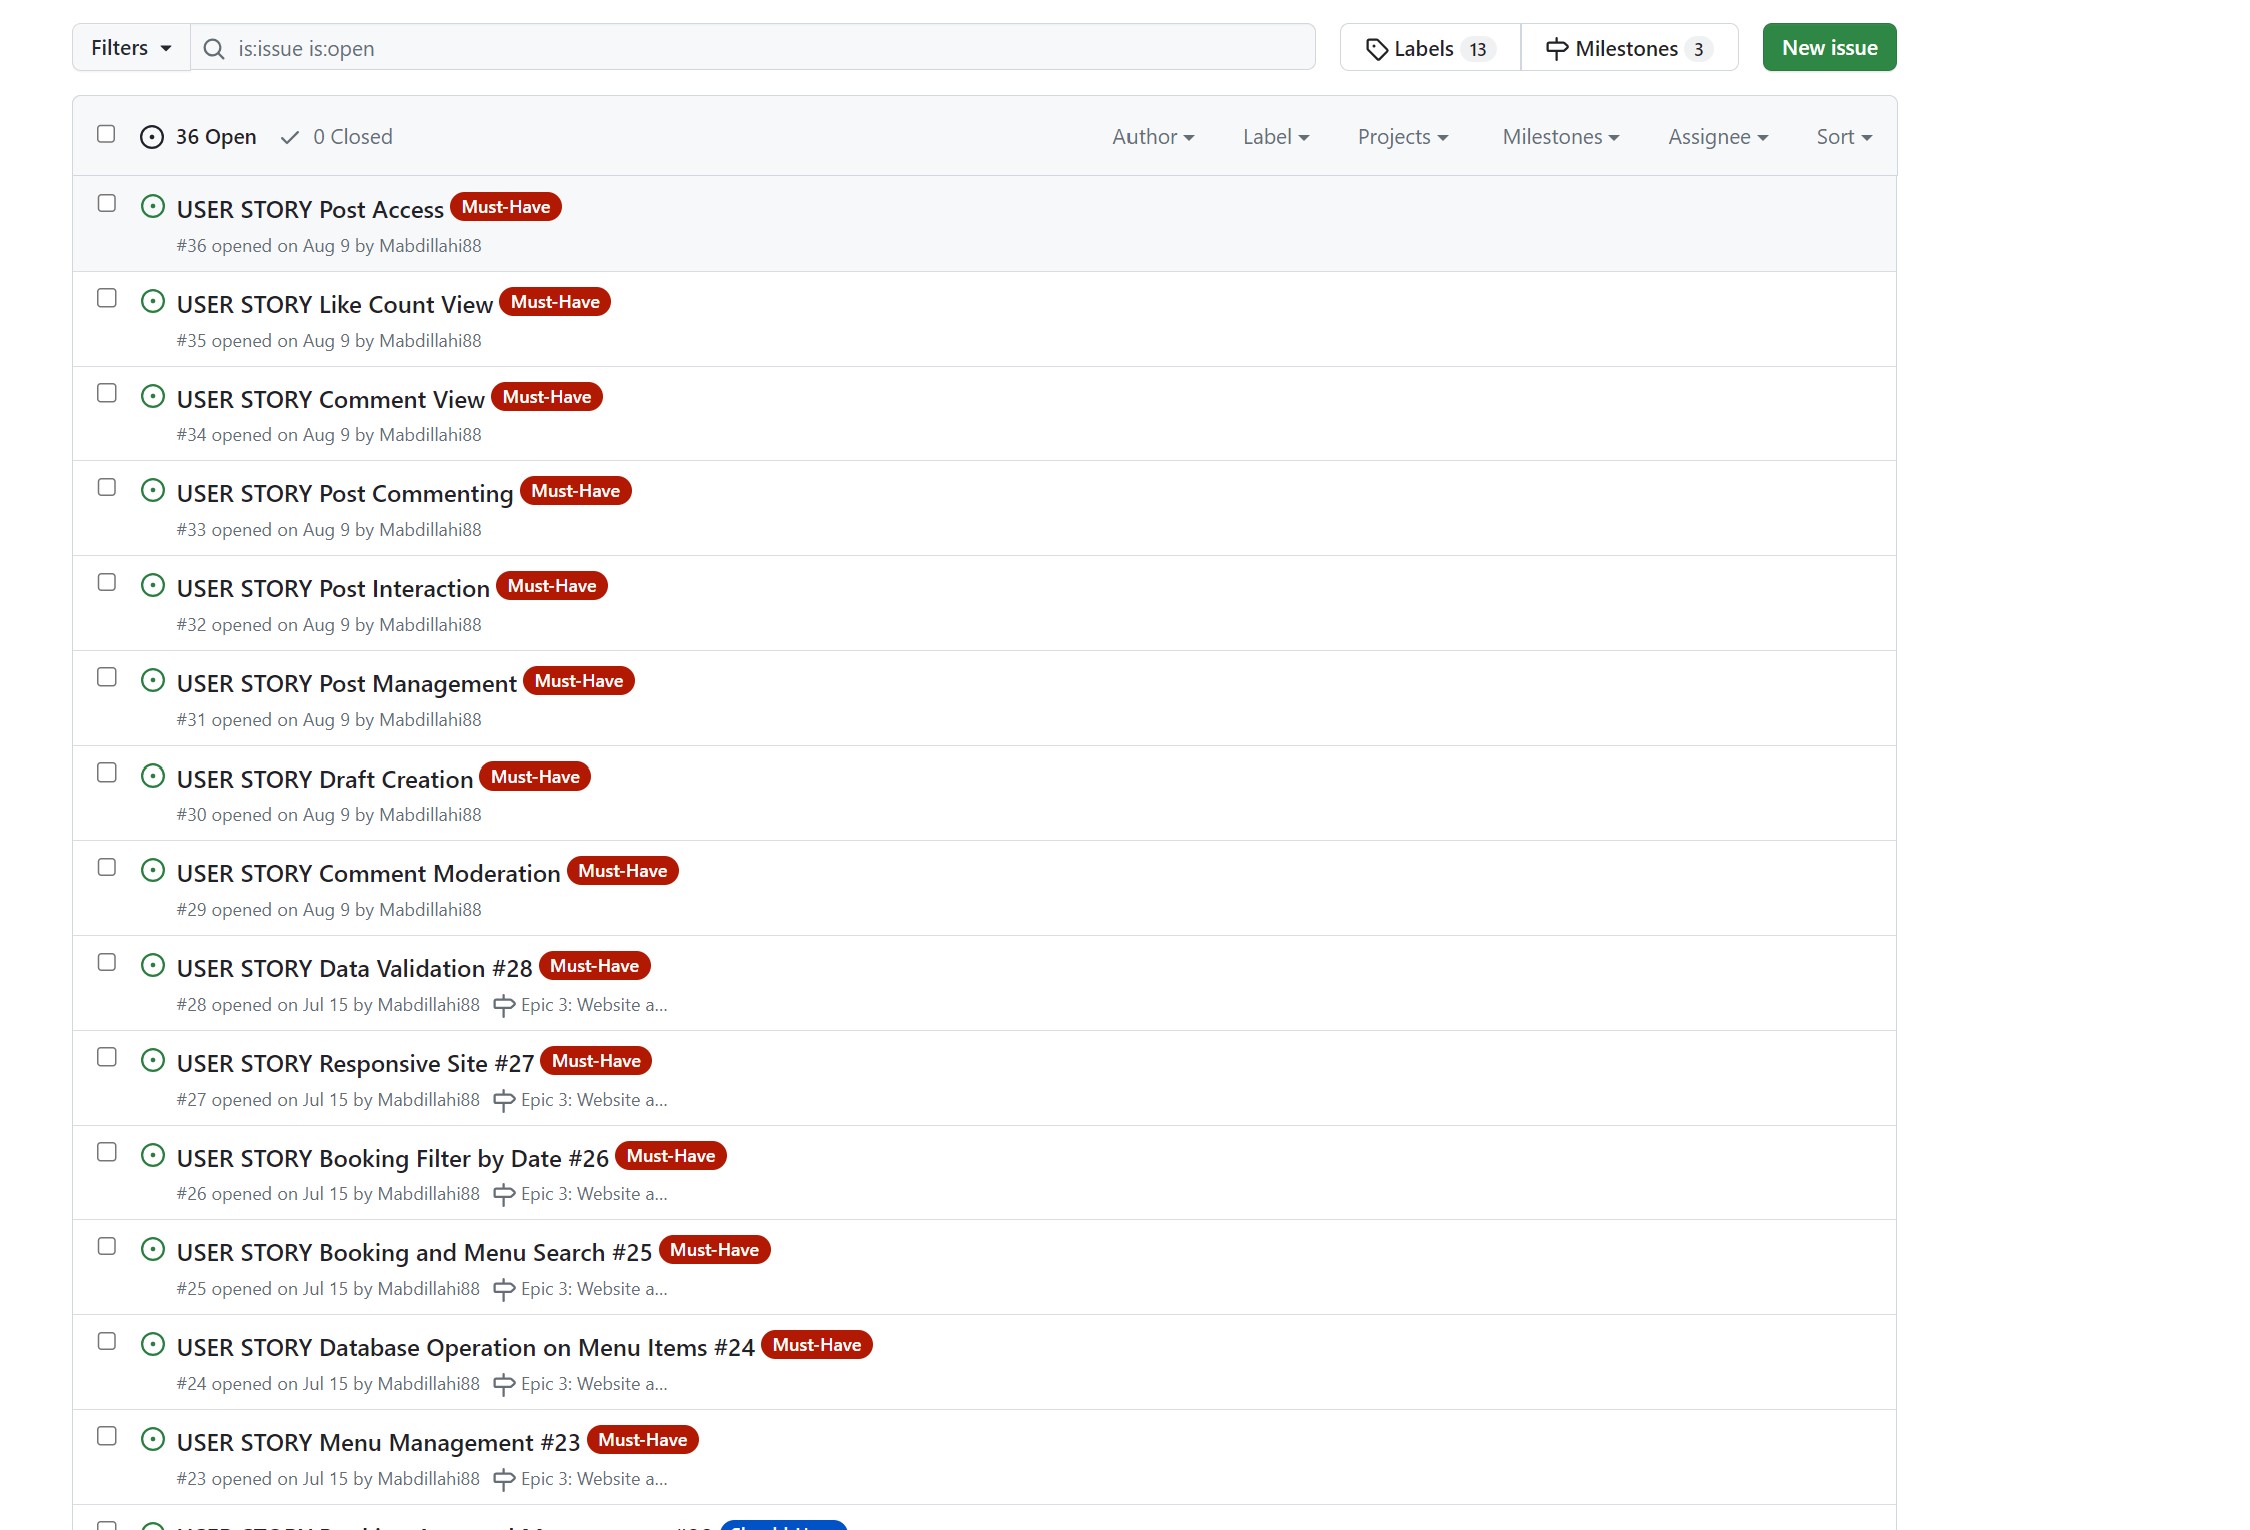 Filters is:issue is:open Labels 13 Milestones 3 New issue
36 Open 0 Closed Author Label Projects Milestones Assignee Sort
USER STORY Post Access Must-Have
#36 opened on Aug 9 by Mabdillahi88
USER STORY Like Count View Must-Have
#35 opened on Aug 9 by Mabdillahi88
USER STORY Comment View Must-Have
#34 opened on Aug 9 by Mabdillahi88
USER STORY Post Commenting Must-Have
#33 opened on Aug 9 by Mabdillahi88
USER STORY Post Interaction Must-Have
#32 opened on Aug 9 by Mabdillahi88
USER STORY Post Management Must-Have
#31 opened on Aug 9 by Mabdillahi88
USER STORY Draft Creation Must-Have
#30 opened on Aug 9 by Mabdillahi88
USER STORY Comment Moderation Must-Have
#29 opened on Aug 9 by Mabdillahi88
USER STORY Data Validation #28 Must-Have
#28 opened on Jul 15 by Mabdillahi88 Epic 3: Website a...
USER STORY Responsive Site #27 Must-Have
#27 opened on Jul 15 by Mabdillahi88 Epic 3: Website a...
USER STORY Booking Filter by Date #26 Must-Have
#26 opened on Jul 15 by Mabdillahi88 Epic 3: Website a...
USER STORY Booking and Menu Search #25 Must-Have
#25 opened on Jul 15 by Mabdillahi88 Epic 3: Website a...
USER STORY Database Operation on Menu Items #24 Must-Have
#24 opened on Jul 15 by Mabdillahi88 Epic 3: Website a...
USER STORY Menu Management #23 Must-Have
#23 opened on Jul 15 by Mabdillahi88 Epic 3: Website a...
USER STORY